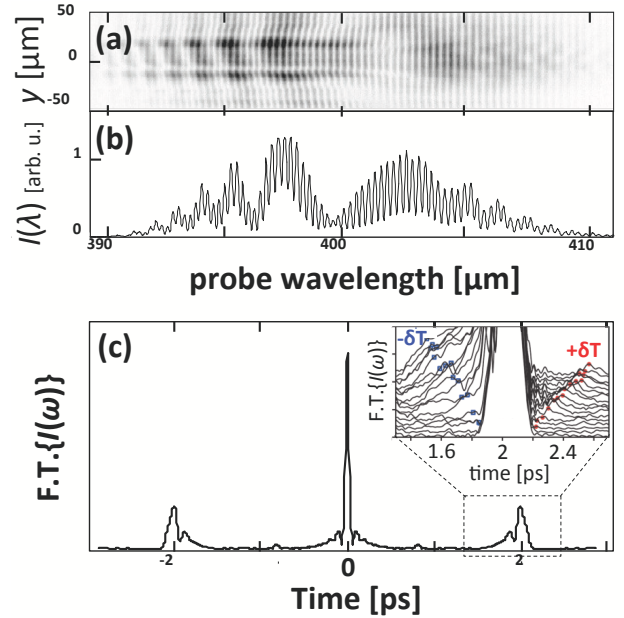 50
(a)
0
-50
y [μm]
(b)
1
0
I(λ) [arb. u.]
390
400
410
probe wavelength [μm]
(c)
-δT
+δT
F.T.{I(ω)}
1.6
2
2.4
time [ps]
F.T.{I(ω)}
-2
0
2
Time [ps]